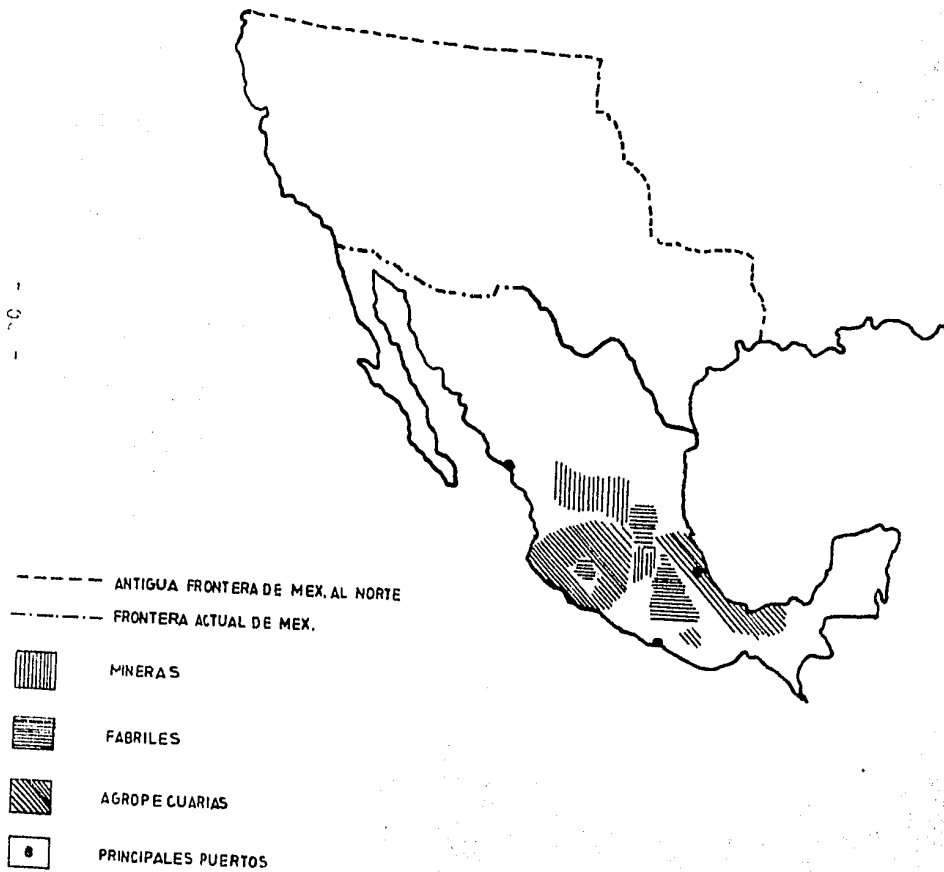 ANTIGUA FRONTERA DE MEX. AL NORTE
FRONTERA ACTUAL DE MEX.
MINERAS
FABRILES
AGROPECUARIAS
PRINCIPALES PUERTOS